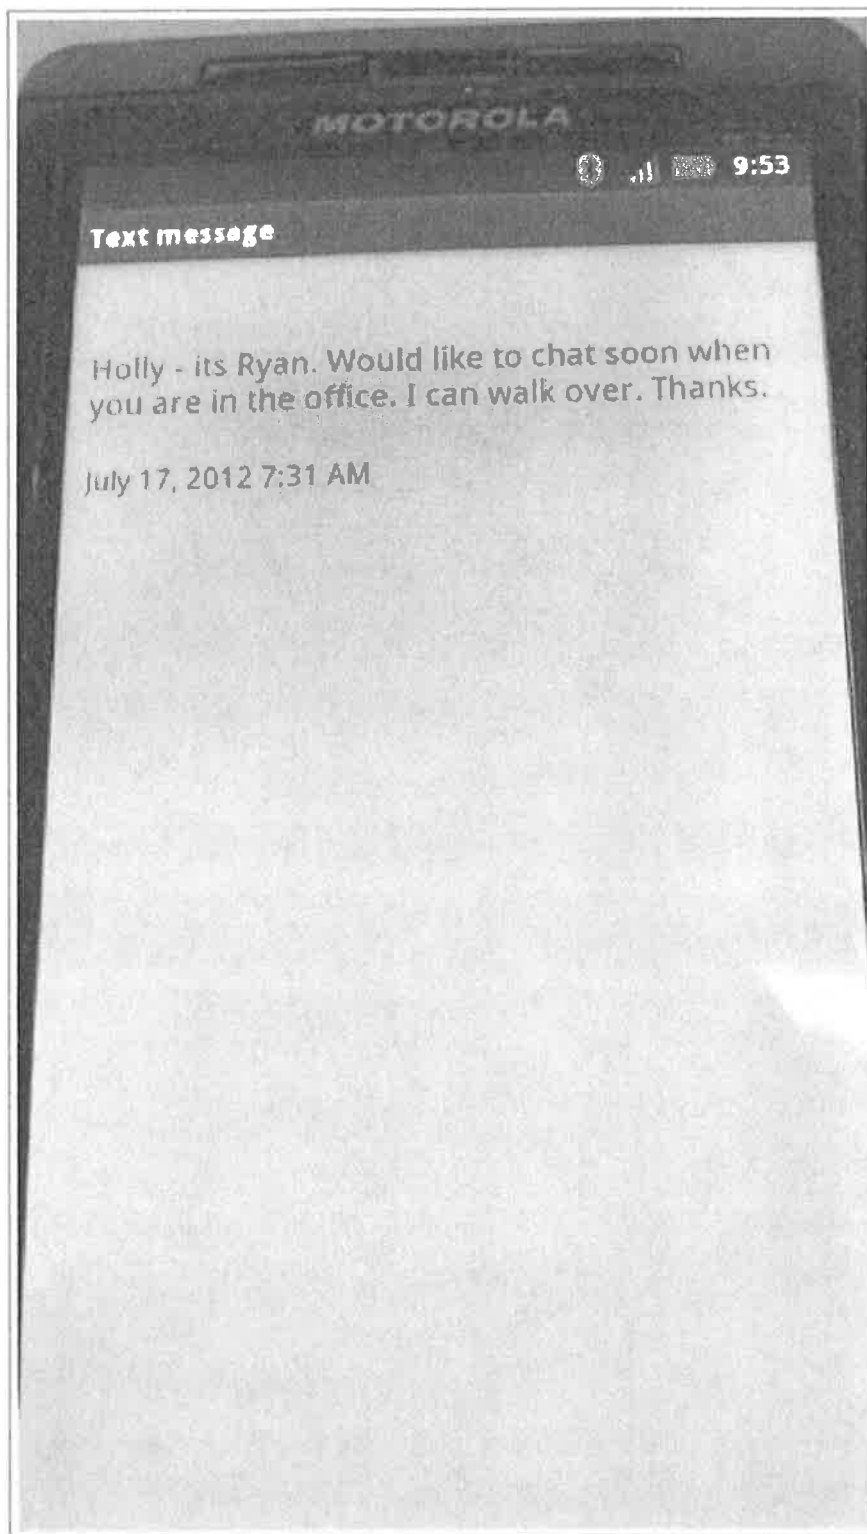 MOTOROLA
9:53
Text message
Holly - its Ryan. Would like to chat soon when
you are in the office. I can walk over. Thanks.
July 17, 2012 7:31 AM